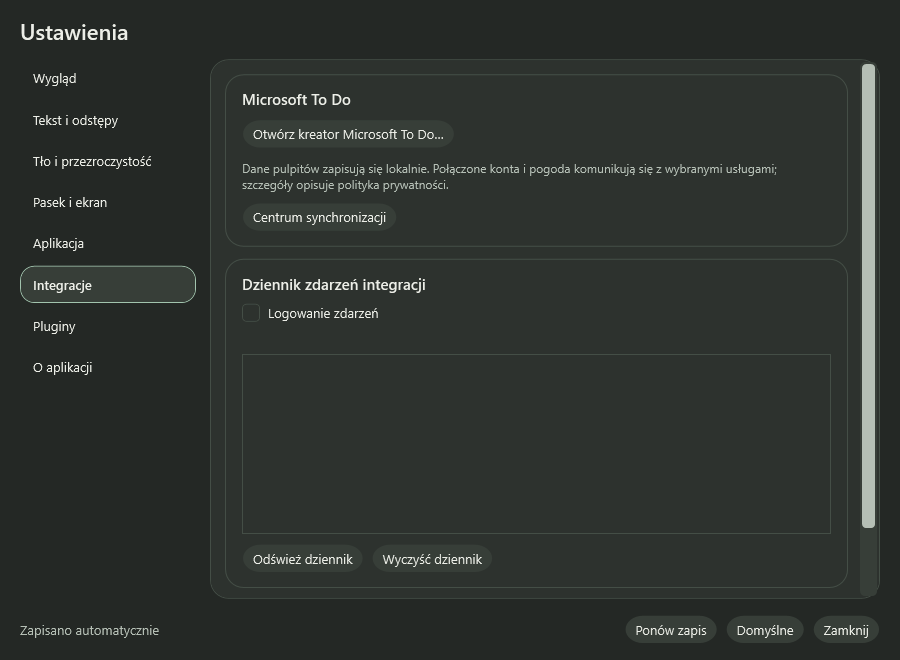 Ustawienia
Wygląd
Tekst i odstępy
Tło i przezroczystość
Pasek i ekran
Aplikacja
Integracje
Pluginy
O aplikacji
Microsoft To Do
Otwórz kreator Microsoft To Do...
Dane pulpitów zapisują się lokalnie. Połączone konta i pogoda komunikują się z wybranymi usługami;
szczegóły opisuje polityka prywatności.
Centrum synchronizacji
Dziennik zdarzeń integracji
Logowanie zdarzeń
Odśwież dziennik
Wyczyść dziennik
Zapisano automatycznie
Ponów zapis
Domyślne
Zamknij